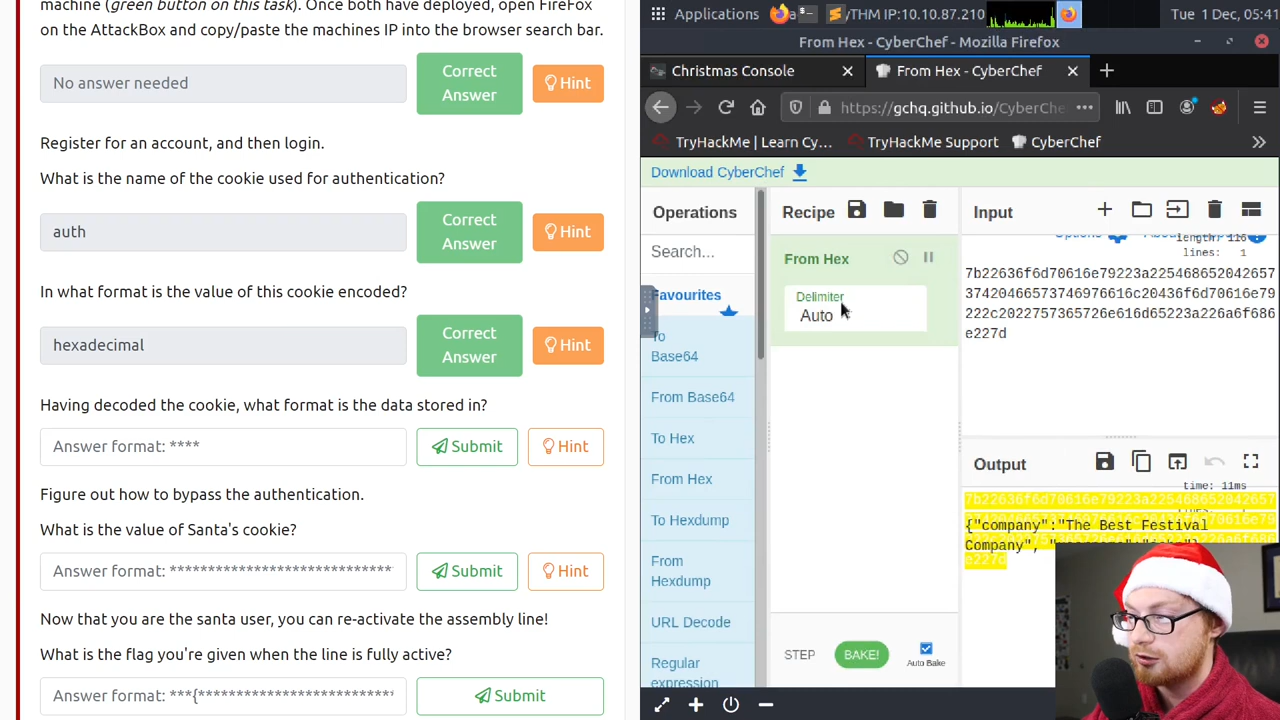 machine (green button on this task). Once both have deployed, open FireFox
on the AttackBox and copy/paste the machines IP into the browser search bar.
No answer needed
Correct
Answer
Hint
Register for an account, and then login.
What is the name of the cookie used for authentication?
auth
Correct
Answer
Hint
In what format is the value of this cookie encoded?
hexadecimal
Correct
Answer
Hint
Having decoded the cookie, what format is the data stored in?
Answer format: ****
Submit
Hint
Figure out how to bypass the authentication.
What is the value of Santa's cookie?
Answer format: *****************************
Submit
Hint
Now that you are the santa user, you can re-activate the assembly line!
What is the flag you're given when the line is fully active?
Answer format: ***{**************************
Submit
Applications
THM IP:10.10.87.210
Tue 1 Dec, 05:41
From Hex - CyberChef - Mozilla Firefox
Christmas Console
From Hex - CyberChef
https://gchq.github.io/CyberChe
TryHackMe | Learn Cy...
TryHackMe Support
CyberChef
Download CyberChef
Operations
Search...
Favourites
To
Base64
From Base64
To Hex
From Hex
To Hexdump
From
Hexdump
URL Decode
Regular
expression
Recipe
From Hex
Delimiter
Auto
STEP
BAKE!
Auto Bake
Input
length: 116
lines: 1
7b22636f6d70616e79223a225468652042657
374204665737469766616c20436f6d70616e79
222c2022757365726e616d65223a226a6f686
e227d
Output
time: 11ms
{"company":"The Best Festival
Company",